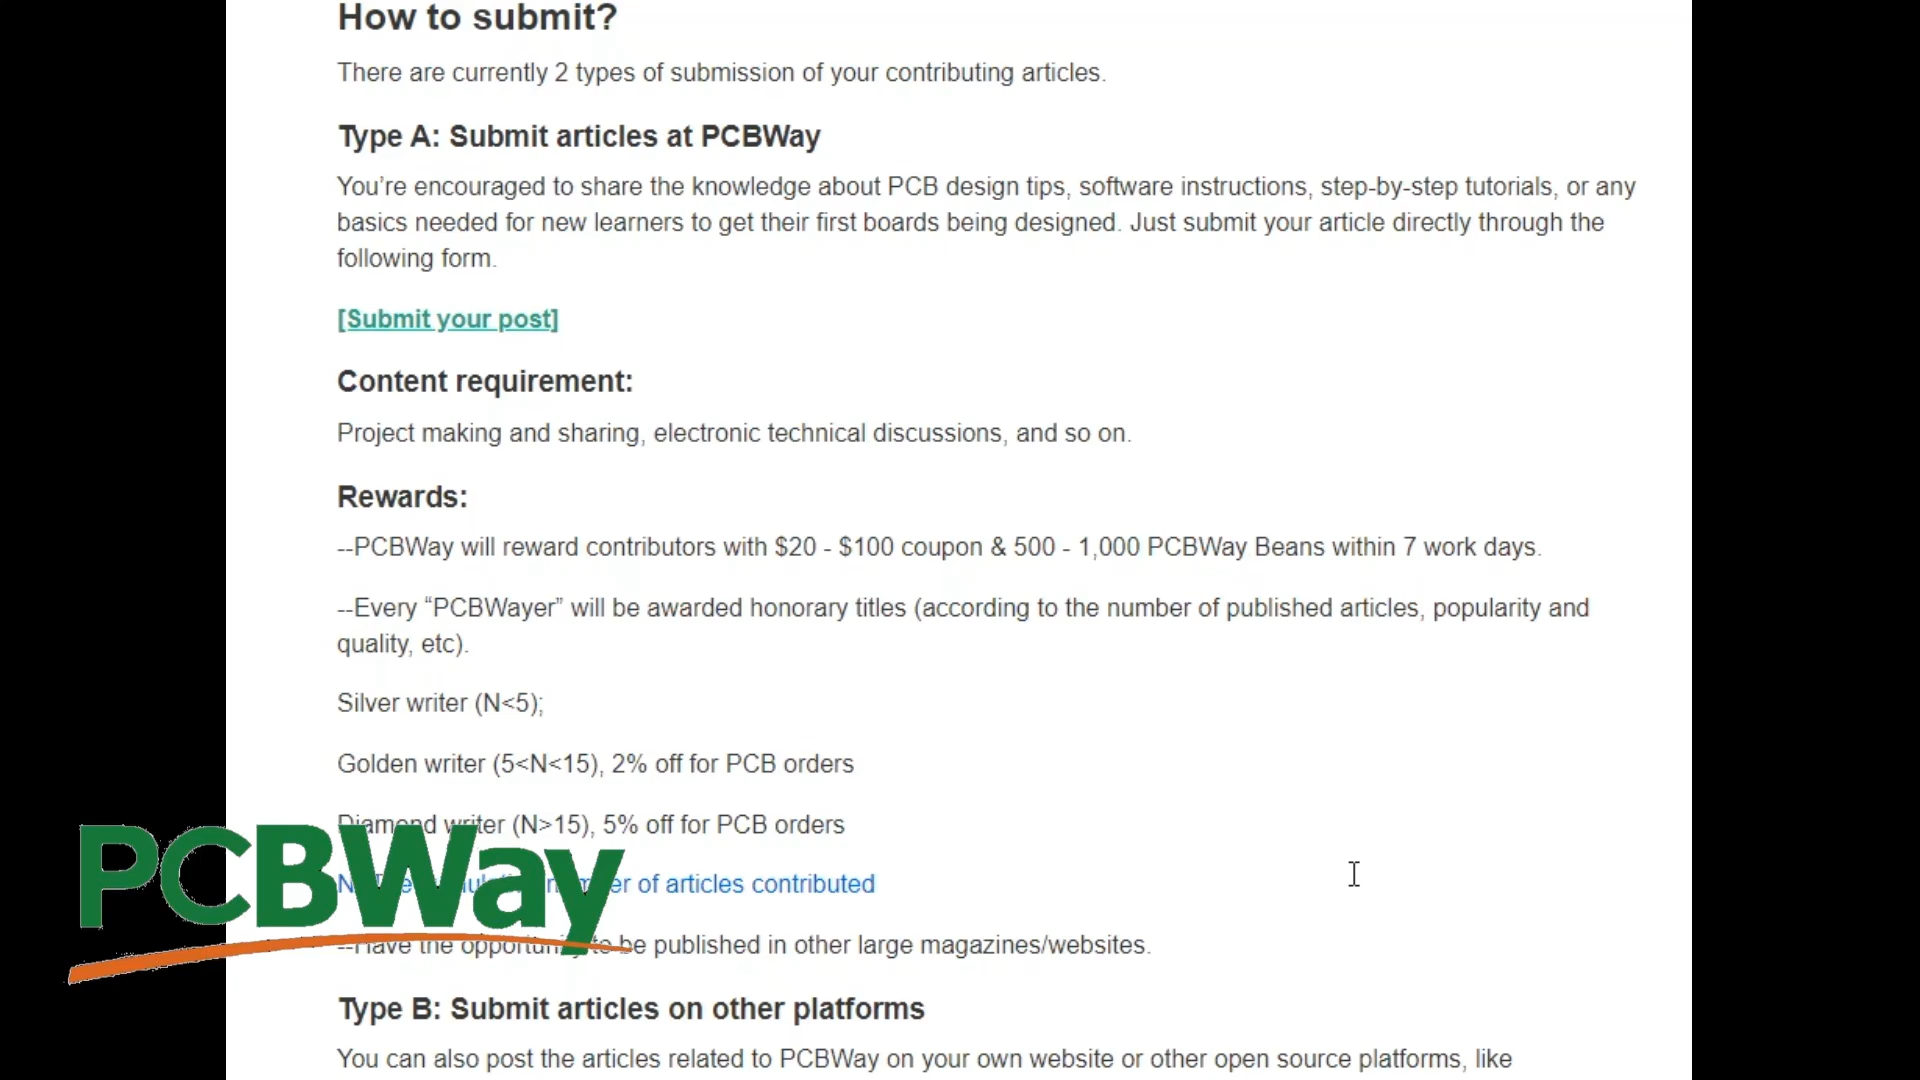 How to submit?
There are currently 2 types of submission of your contributing articles.
Type A: Submit articles at PCBWay
You’re encouraged to share the knowledge about PCB design tips, software instructions, step-by-step tutorials, or any
basics needed for new learners to get their first boards being designed. Just submit your article directly through the
following form.
[Submit your post]
Content requirement:
Project making and sharing, electronic technical discussions, and so on.
Rewards:
--PCBWay will reward contributors with $20 - $100 coupon & 500 - 1,000 PCBWay Beans within 7 work days.
--Every “PCBWayer” will be awarded honorary titles (according to the number of published articles, popularity and
quality, etc).
Silver writer (N<5);
Golden writer (5<N<15), 2% off for PCB orders
Diamond writer (N>15), 5% off for PCB orders
PCBWay
of articles contributed
--Have the opportunity to be published in other large magazines/websites.
Type B: Submit articles on other platforms
You can also post the articles related to PCBWay on your own website or other open source platforms, like